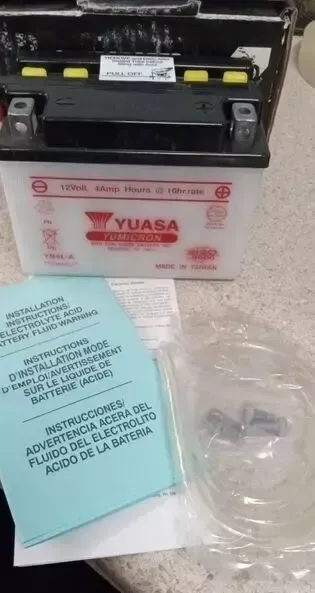 PULL OFF
12Volt, 4Amp Hours @ 10hr.rate
YUASA
YUMICRON
Pb
Pb
YB4L-A
MADE IN TAIWAN
INSTALLATION
INSTRUCTIONS/
ELECTROLYTE ACID
BATTERY FLUID WARNING
INSTRUCTIONS
D'INSTALLATION MODE
D'EMPLOI/AVERTISSEMENT
SUR LE LIQUIDE DE
BATTERIE (ACIDE)
INSTRUCCIONES/
ADVERTENCIA ACERA DEL
FLUIDO DEL ELECTROLITO
ACIDO DE LA BATERIA